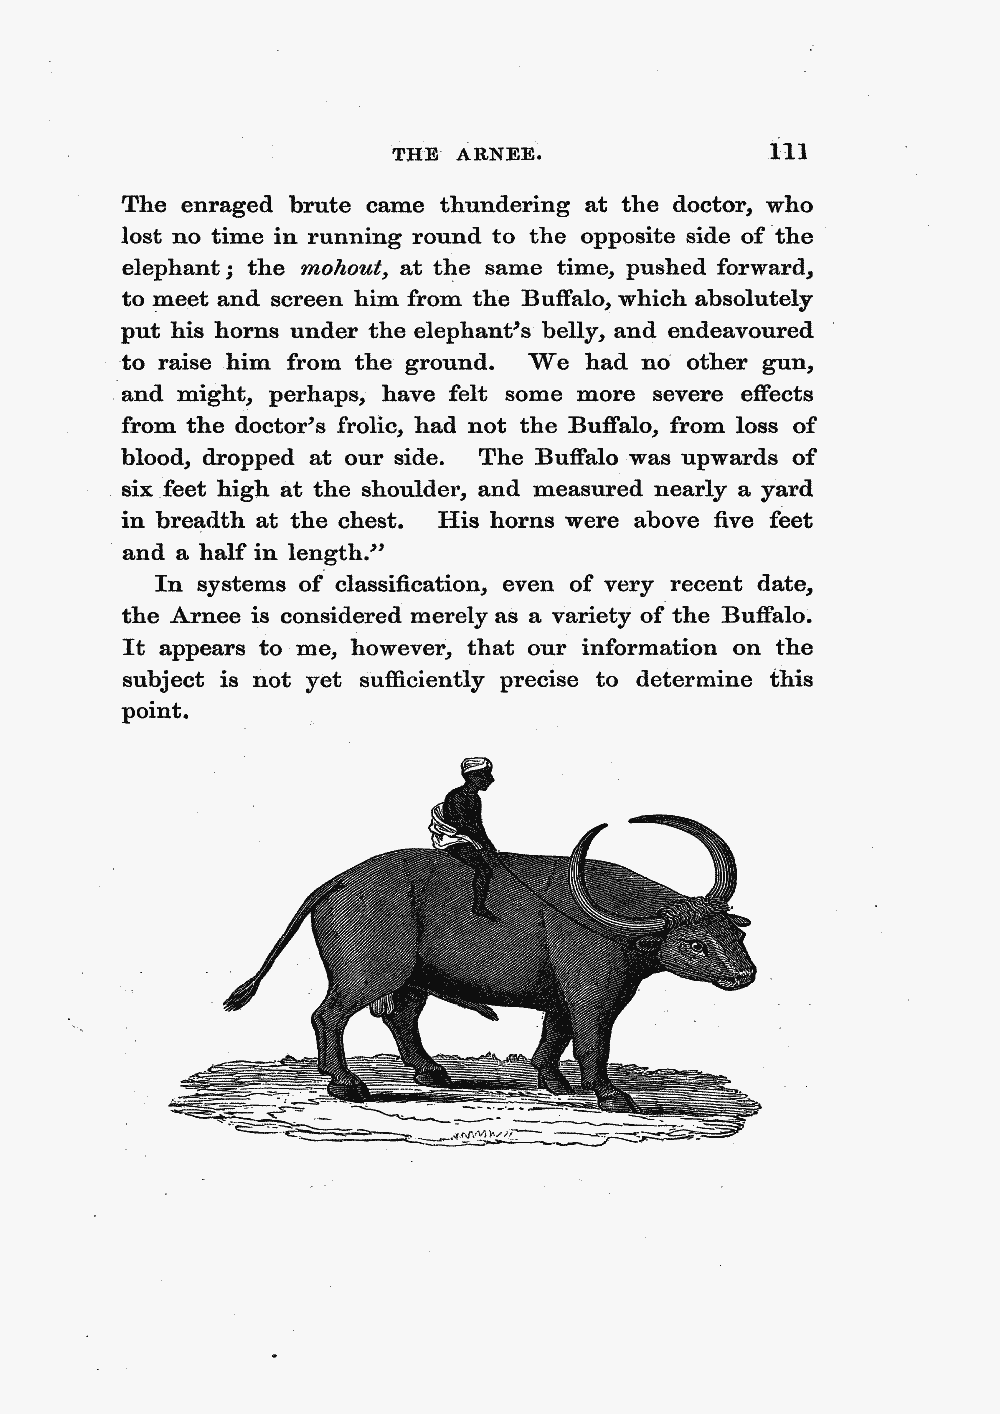 THE ARNEE. 111
The enraged brute came thundering at the doctor, who
lost no time in running round to the opposite side of the
elephant; the mohout, at the same time, pushed forward,
to meet and screen him from the Buffalo, which absolutely
put his horns under the elephant's belly, and endeavoured
to raise him from the ground. We had no other gun,
and might, perhaps, have felt some more severe effects
from the doctor's frolic, had not the Buffalo, from loss of
blood, dropped at our side. The Buffalo was upwards of
six feet high at the shoulder, and measured nearly a yard
in breadth at the chest. His horns were above five feet
and a half in length.”
In systems of classification, even of very recent date,
the Arnee is considered merely as a variety of the Buffalo.
It appears to me, however, that our information on the
subject is not yet sufficiently precise to determine this
point.